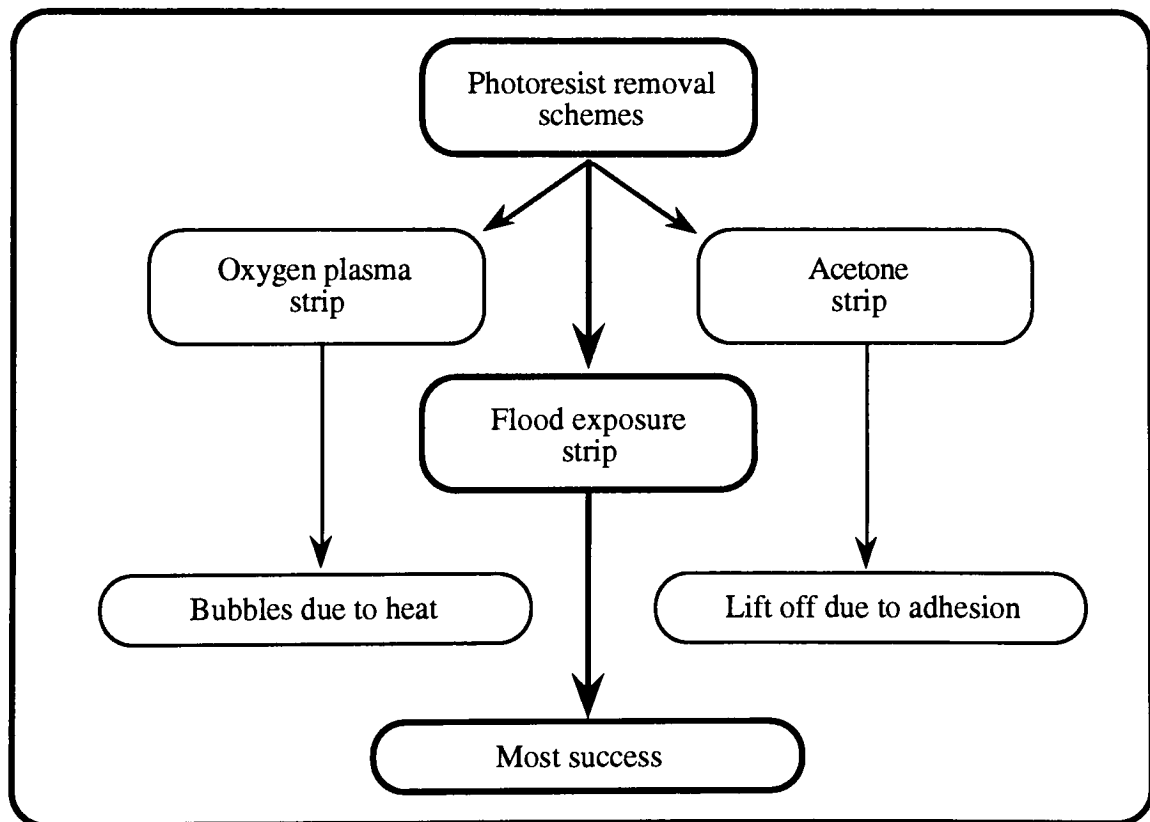 Photoresist removal
schemes
Oxygen plasma
strip
Acetone
strip
Flood exposure
strip
Bubbles due to heat
Lift off due to adhesion
Most success